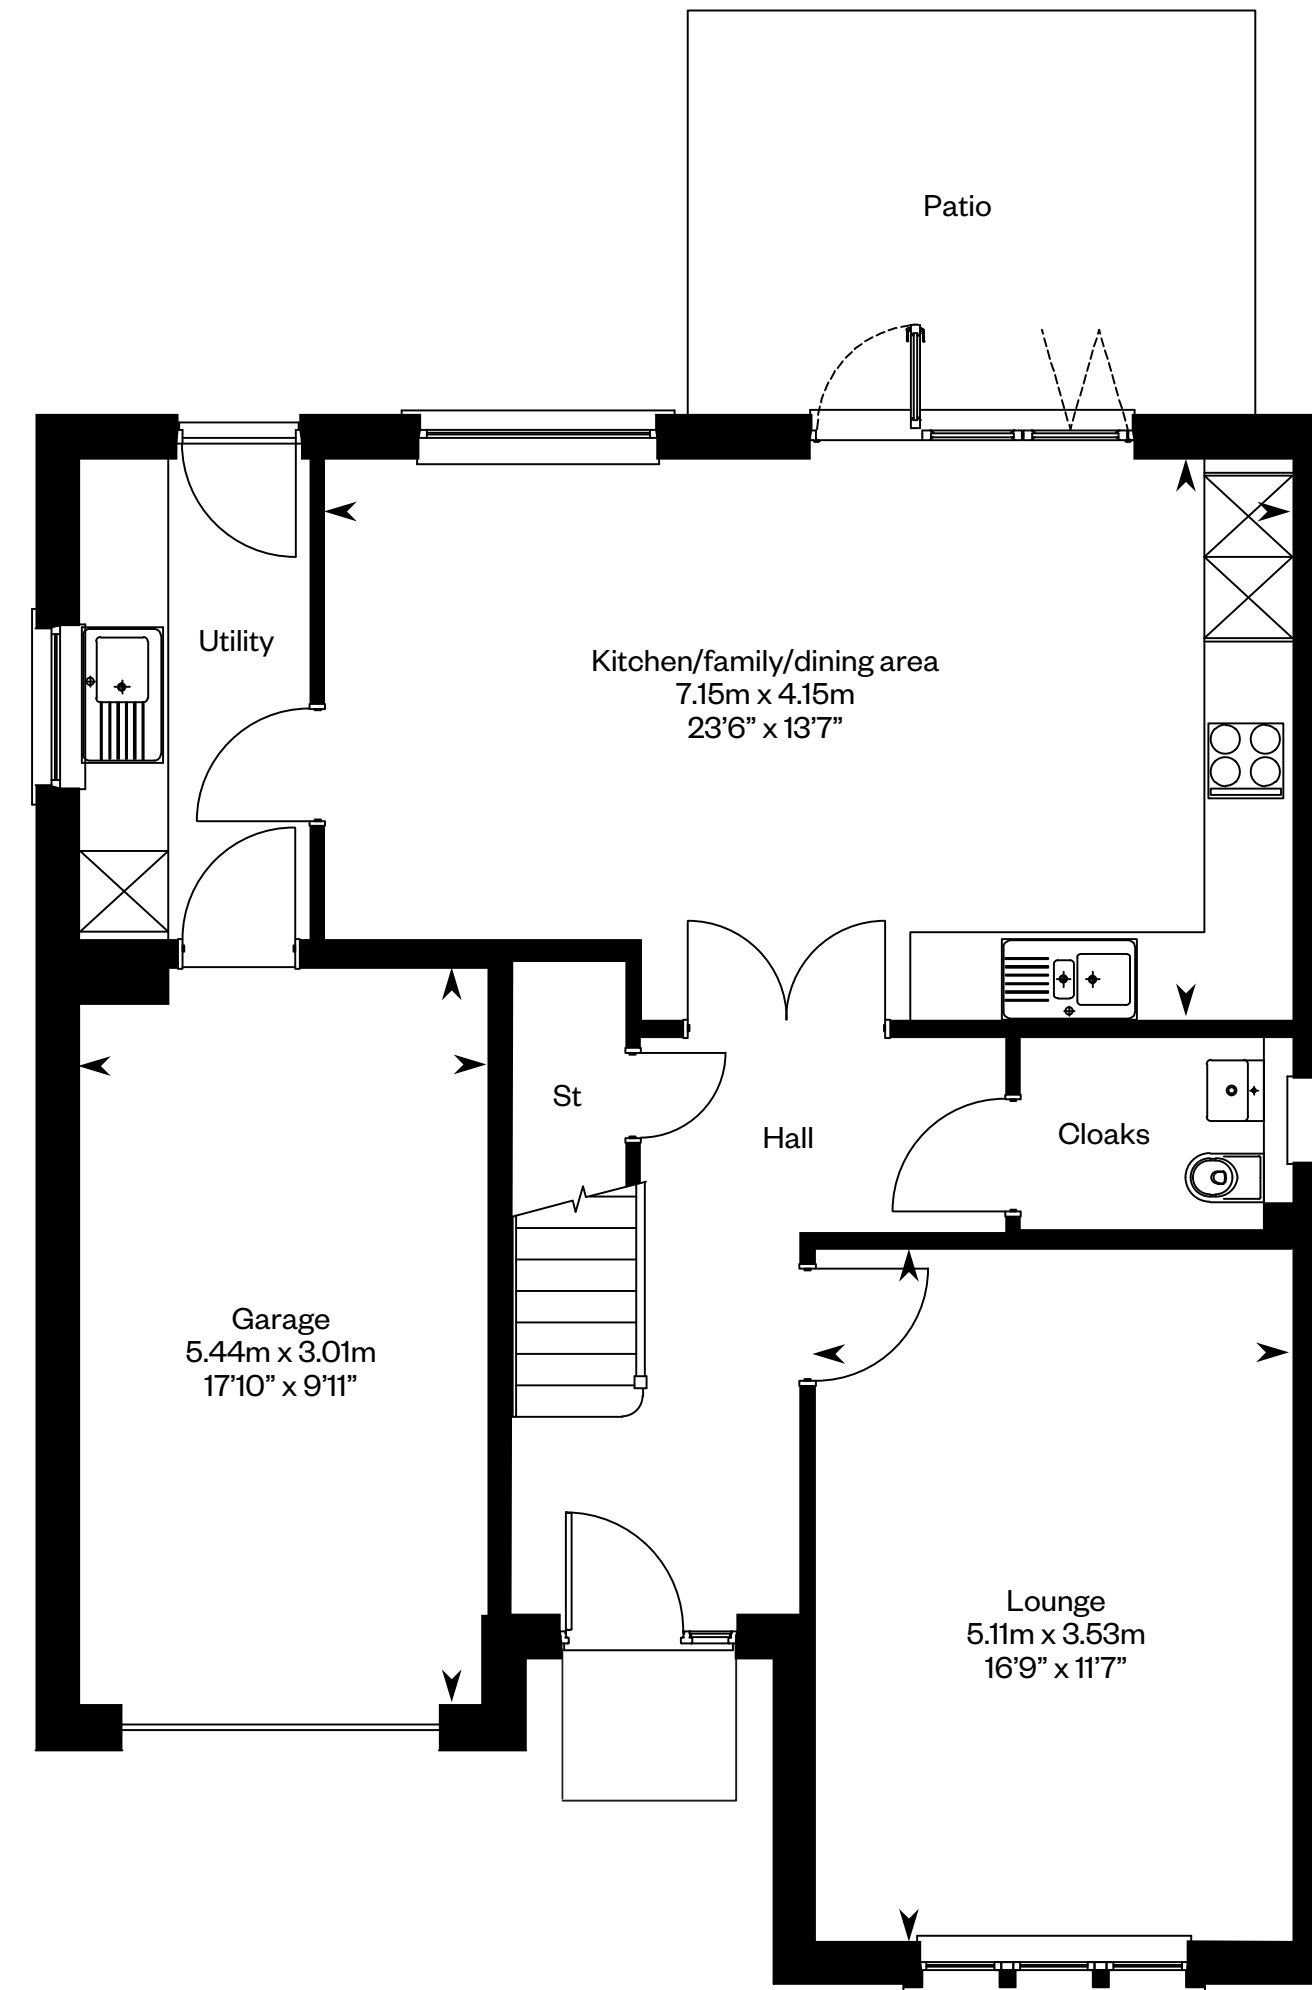 Patio
Utility
Kitchen/family/dining area
7.15m x 4.15m
23’6” x 13’7”
St
Hall
Cloaks
Garage
5.44m x 3.01m
17’10” x 9’11”
Lounge
5.11m x 3.53m
16’9” x 11’7”